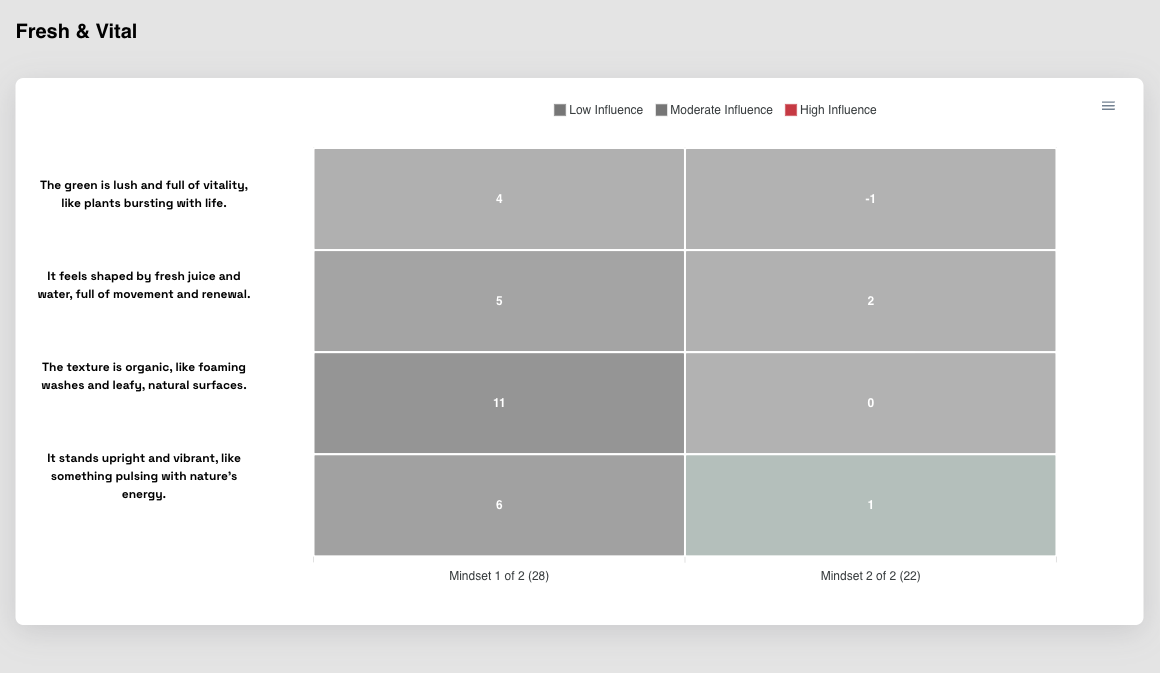 Fresh & Vital
Low Influence Moderate Influence High Influence
The green is lush and full of vitality,
like plants bursting with life.
4 -1
It feels shaped by fresh juice and
water, full of movement and renewal.
5 2
The texture is organic, like foaming
washes and leafy, natural surfaces.
11 0
It stands upright and vibrant, like
something pulsing with nature's
energy.
6 1
Mindset 1 of 2 (28) Mindset 2 of 2 (22)